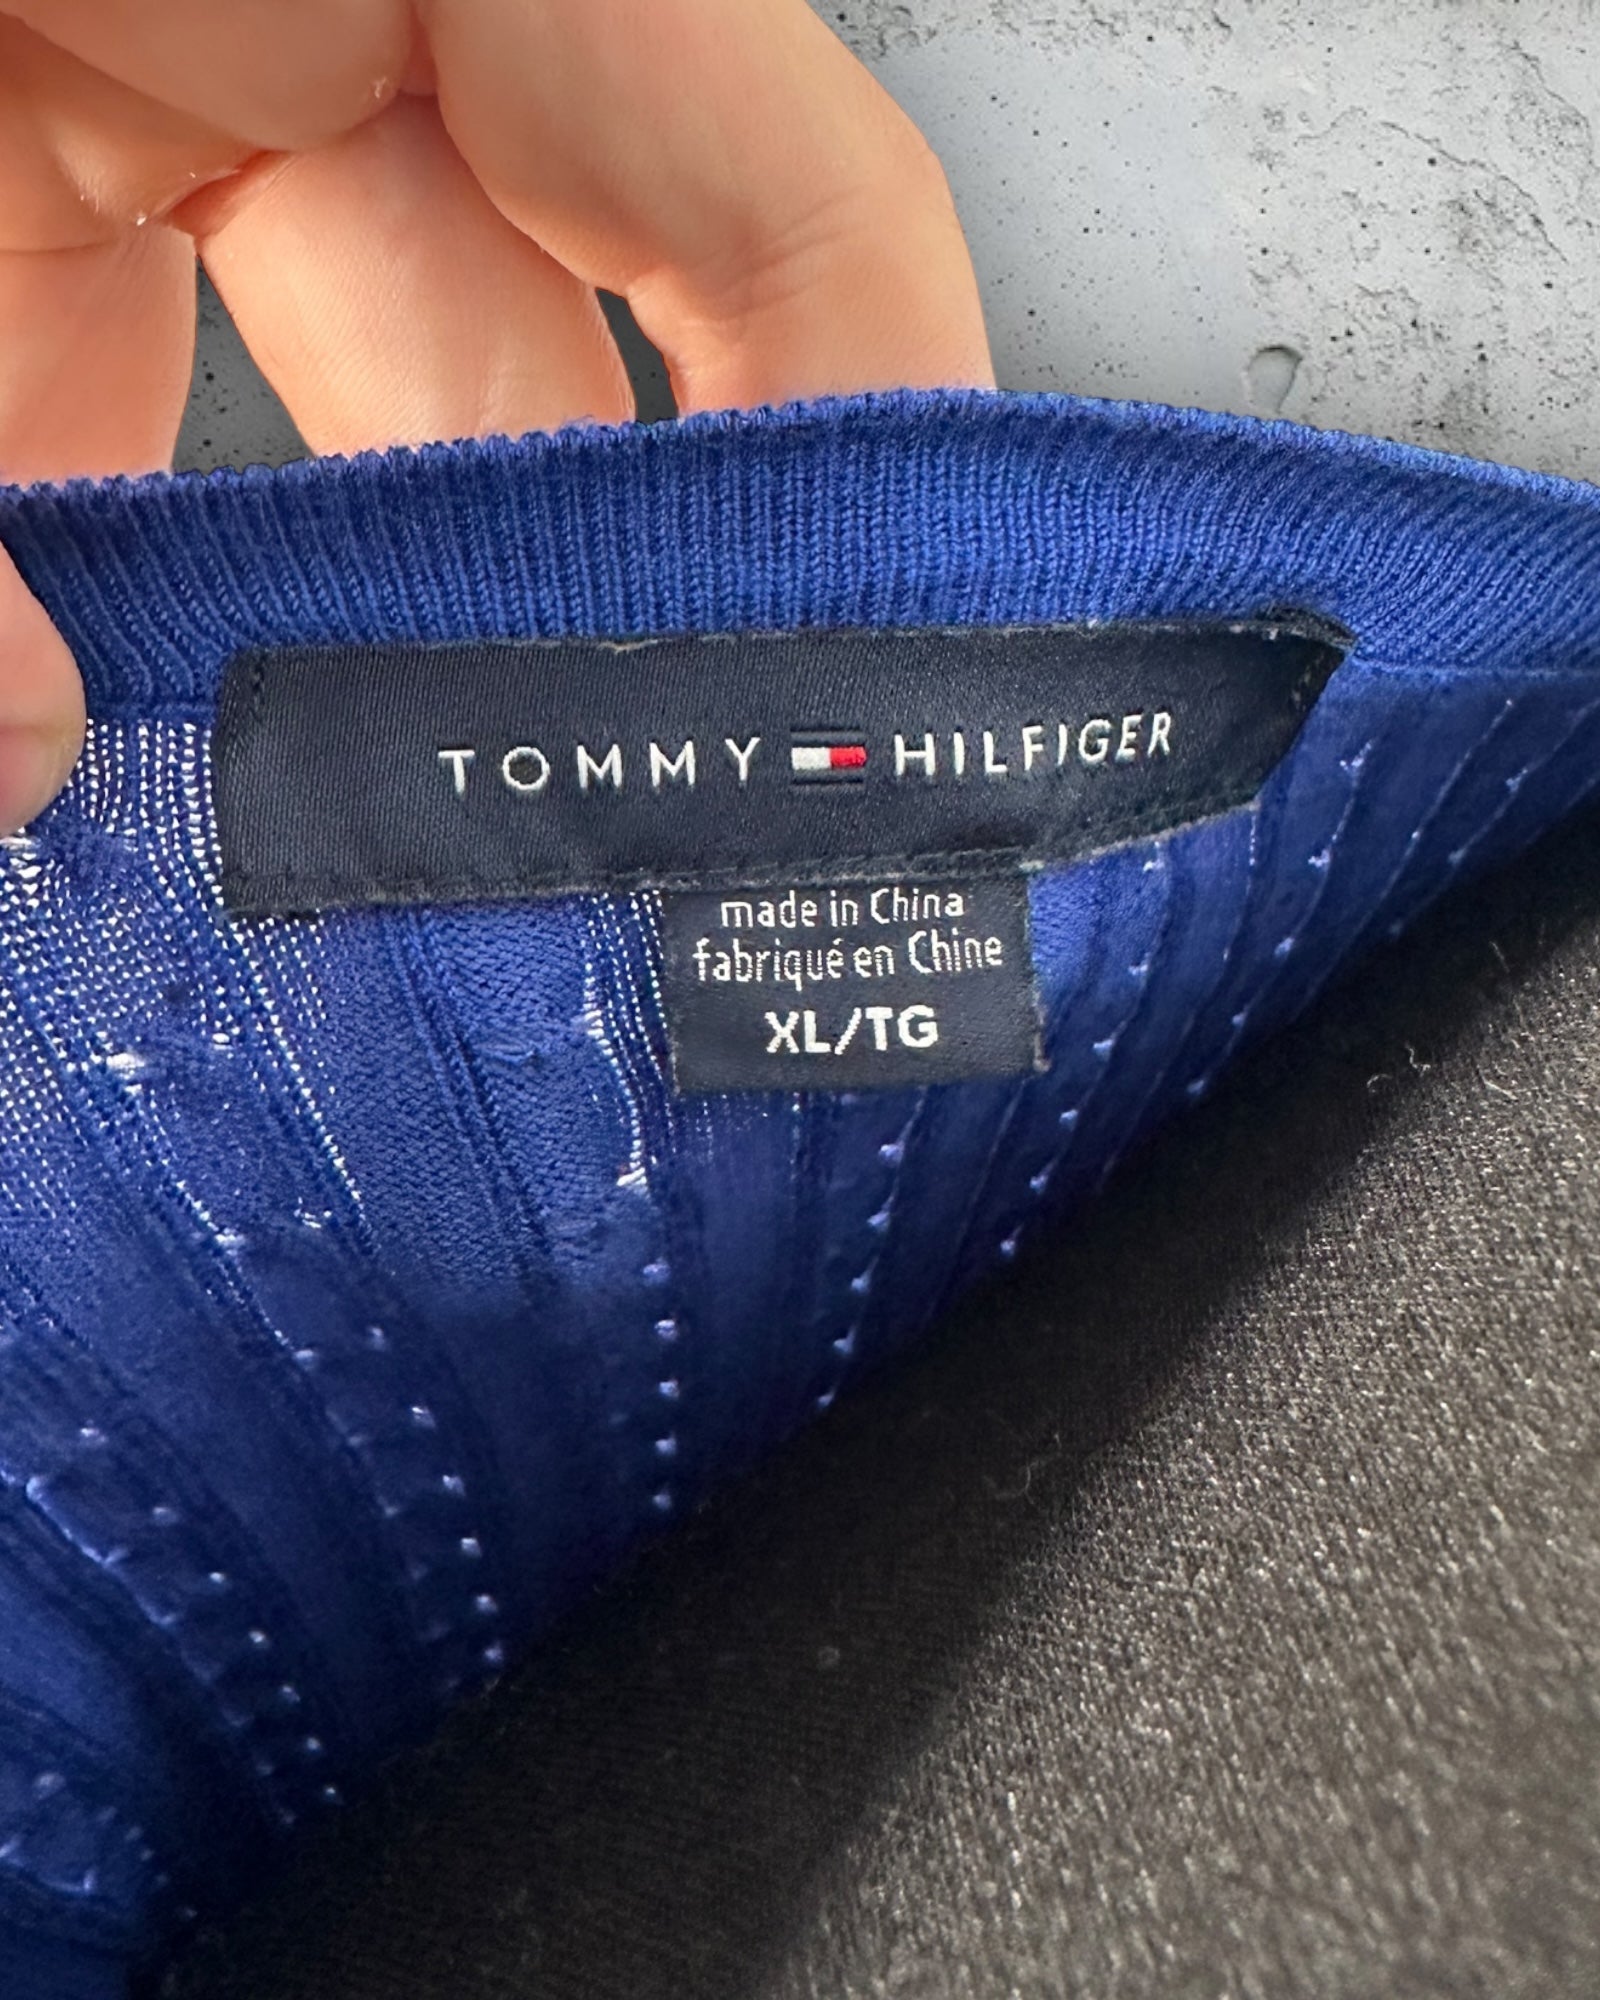 TOMMY HILFIGER
made in China
fabriqué en Chine
XL/TG